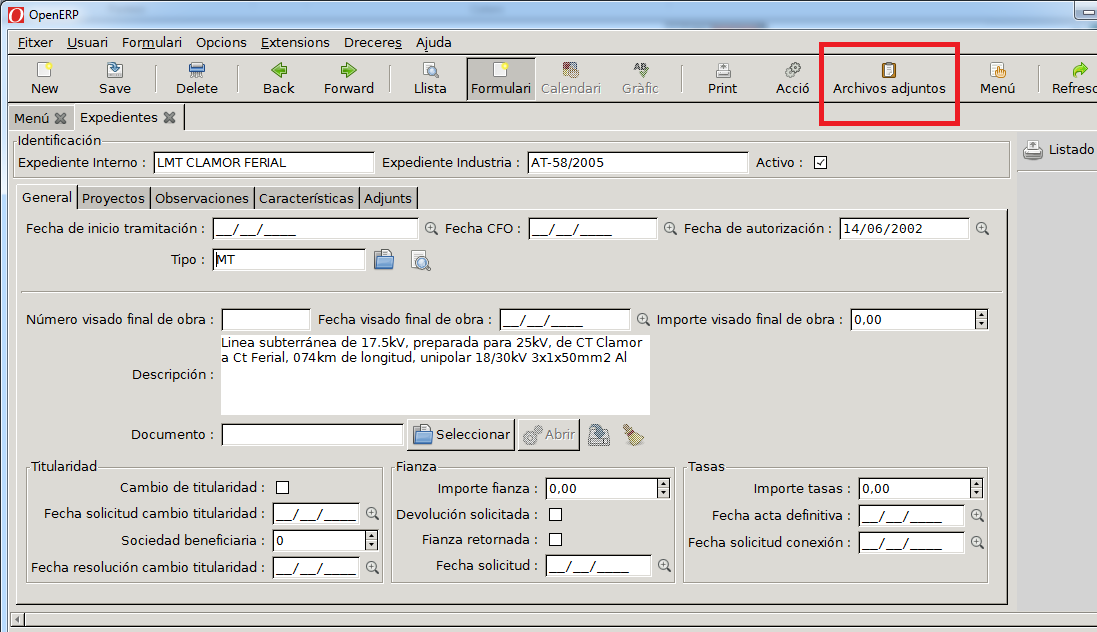 OpenERP
Fitxer Usuari Formulari Opcions Extensions Dreceres Ajuda
New Save Delete Back Forward Llista Formulari Calendari Gràfic Print Acció Archivos adjuntos Menú Refresc
Menú Expedientes
Identificación
Expediente Interno : LMT CLAMOR FERIAL Expediente Industria : AT-58/2005 Activo :
Listado
General Proyectos Observaciones Características Adjunts
Fecha de inicio tramitación : __/__/____ Fecha CFO : __/__/____ Fecha de autorización : 14/06/2002
Tipo : MT
Número visado final de obra : Fecha visado final de obra : __/__/____ Importe visado final de obra : 0,00
Linea subterránea de 17.5kV, preparada para 25kV, de CT Clamor
a Ct Ferial, 074km de longitud, unipolar 18/30kV 3x1x50mm2 Al
Descripción :
Documento : Seleccionar Abrir
Titularidad Fianza Tasas
Cambio de titularidad : Importe fianza : 0,00 Importe tasas : 0,00
Fecha solicitud cambio titularidad : __/__/____ Devolución solicitada : Fecha acta definitiva : __/__/____
Sociedad beneficiaria : 0 Fianza retornada : Fecha solicitud conexión : __/__/____
Fecha resolución cambio titularidad : __/__/____ Fecha solicitud : __/__/____